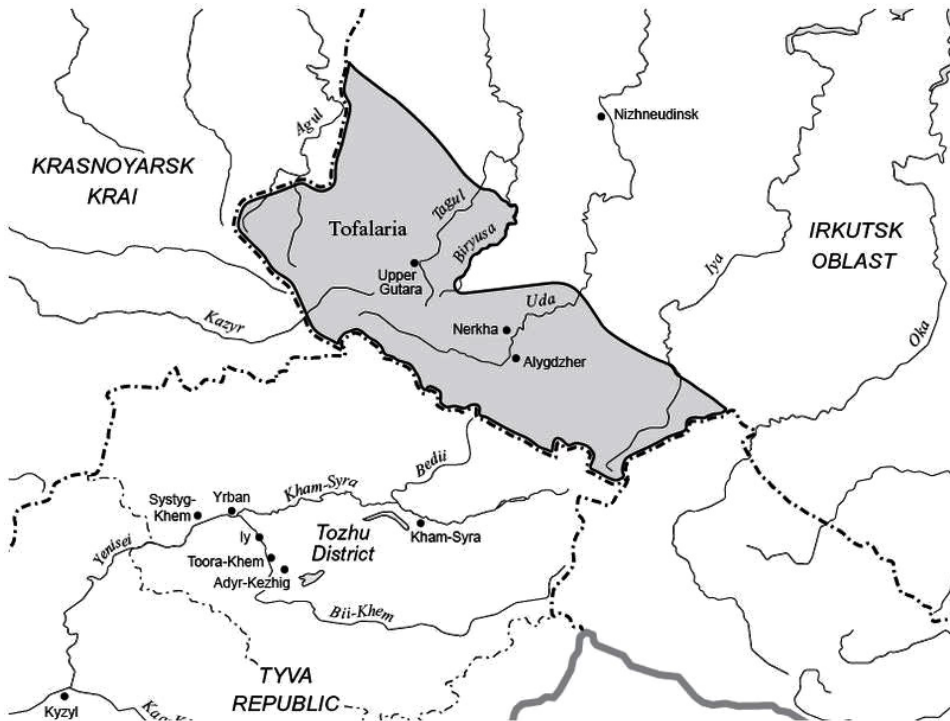 Nizhneudinsk
Agul
KRASNOYARSK
KRAI
Tagul
Tofalaria
Biryusa
IRKUTSK
OBLAST
Iya
Upper
Gutara
Uda
Kazyr
Nerkha
Oka
Alygdzher
Bedii
Kham-Syra
Systyg-
Khem
Yrban
Tozhu
District
Kham-Syra
Iy
Yenisei
Toora-Khem
Adyr-Kezhig
Bii-Khem
TYVA
REPUBLIC
Kyzyl